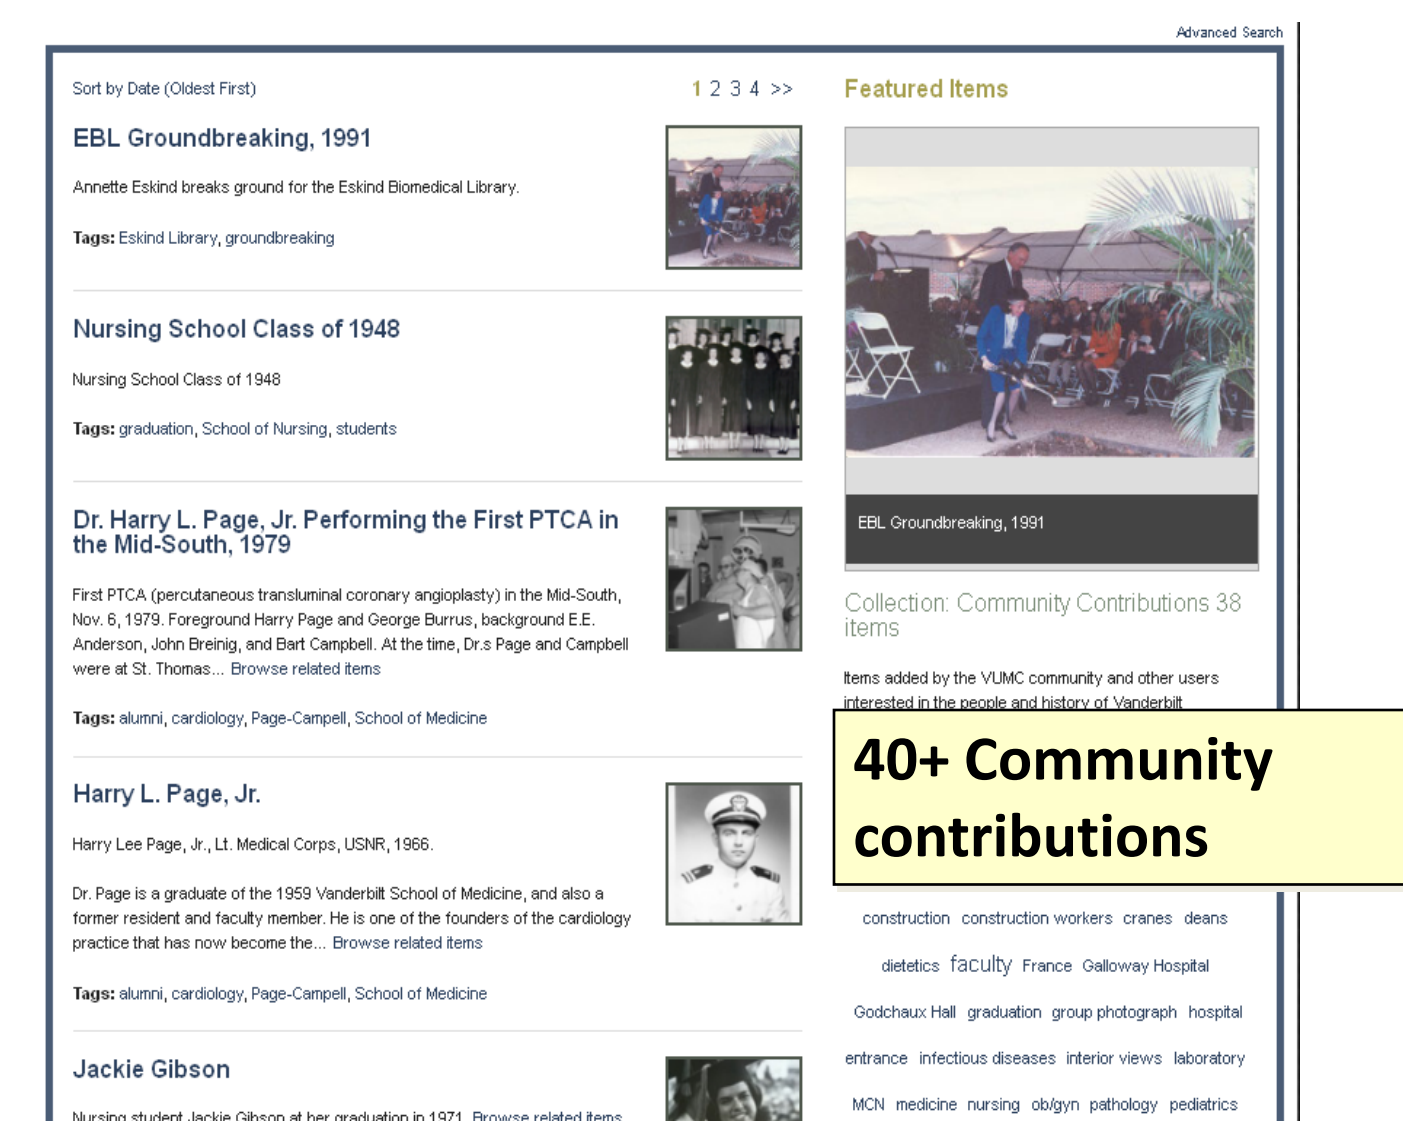 Advanced Search
Sort by Date (Oldest First)
1 2 3 4 >>
EBL Groundbreaking, 1991
Annette Eskind breaks ground for the Eskind Biomedical Library.
Tags: Eskind Library, groundbreaking
Nursing School Class of 1948
Nursing School Class of 1948
Tags: graduation, School of Nursing, students
Dr. Harry L. Page, Jr. Performing the First PTCA in
the Mid-South, 1979
First PTCA (percutaneous transluminal coronary angioplasty) in the Mid-South,
Nov. 6, 1979. Foreground Harry Page and George Burrus, background E.E.
Anderson, John Breinig, and Bart Campbell. At the time, Dr.s Page and Campbell
were at St. Thomas... Browse related items
Tags: alumni, cardiology, Page-Campell, School of Medicine
Harry L. Page, Jr.
Harry Lee Page, Jr., Lt. Medical Corps, USNR, 1966.
Dr. Page is a graduate of the 1959 Vanderbilt School of Medicine, and also a
former resident and faculty member. He is one of the founders of the cardiology
practice that has now become the... Browse related items
Tags: alumni, cardiology, Page-Campell, School of Medicine
Jackie Gibson
Nursing student Jackie Gibson at her graduation in 1971. Browse related items
Featured Items
EBL Groundbreaking, 1991
Collection: Community Contributions 38
items
Items added by the VUMC community and other users
interested in the people and history of Vanderbilt
40+ Community
contributions
construction construction workers cranes deans
dietetics faculty France Galloway Hospital
Godchaux Hall graduation group photograph hospital
entrance infectious diseases interior views laboratory
MCN medicine nursing ob/gyn pathology pediatrics